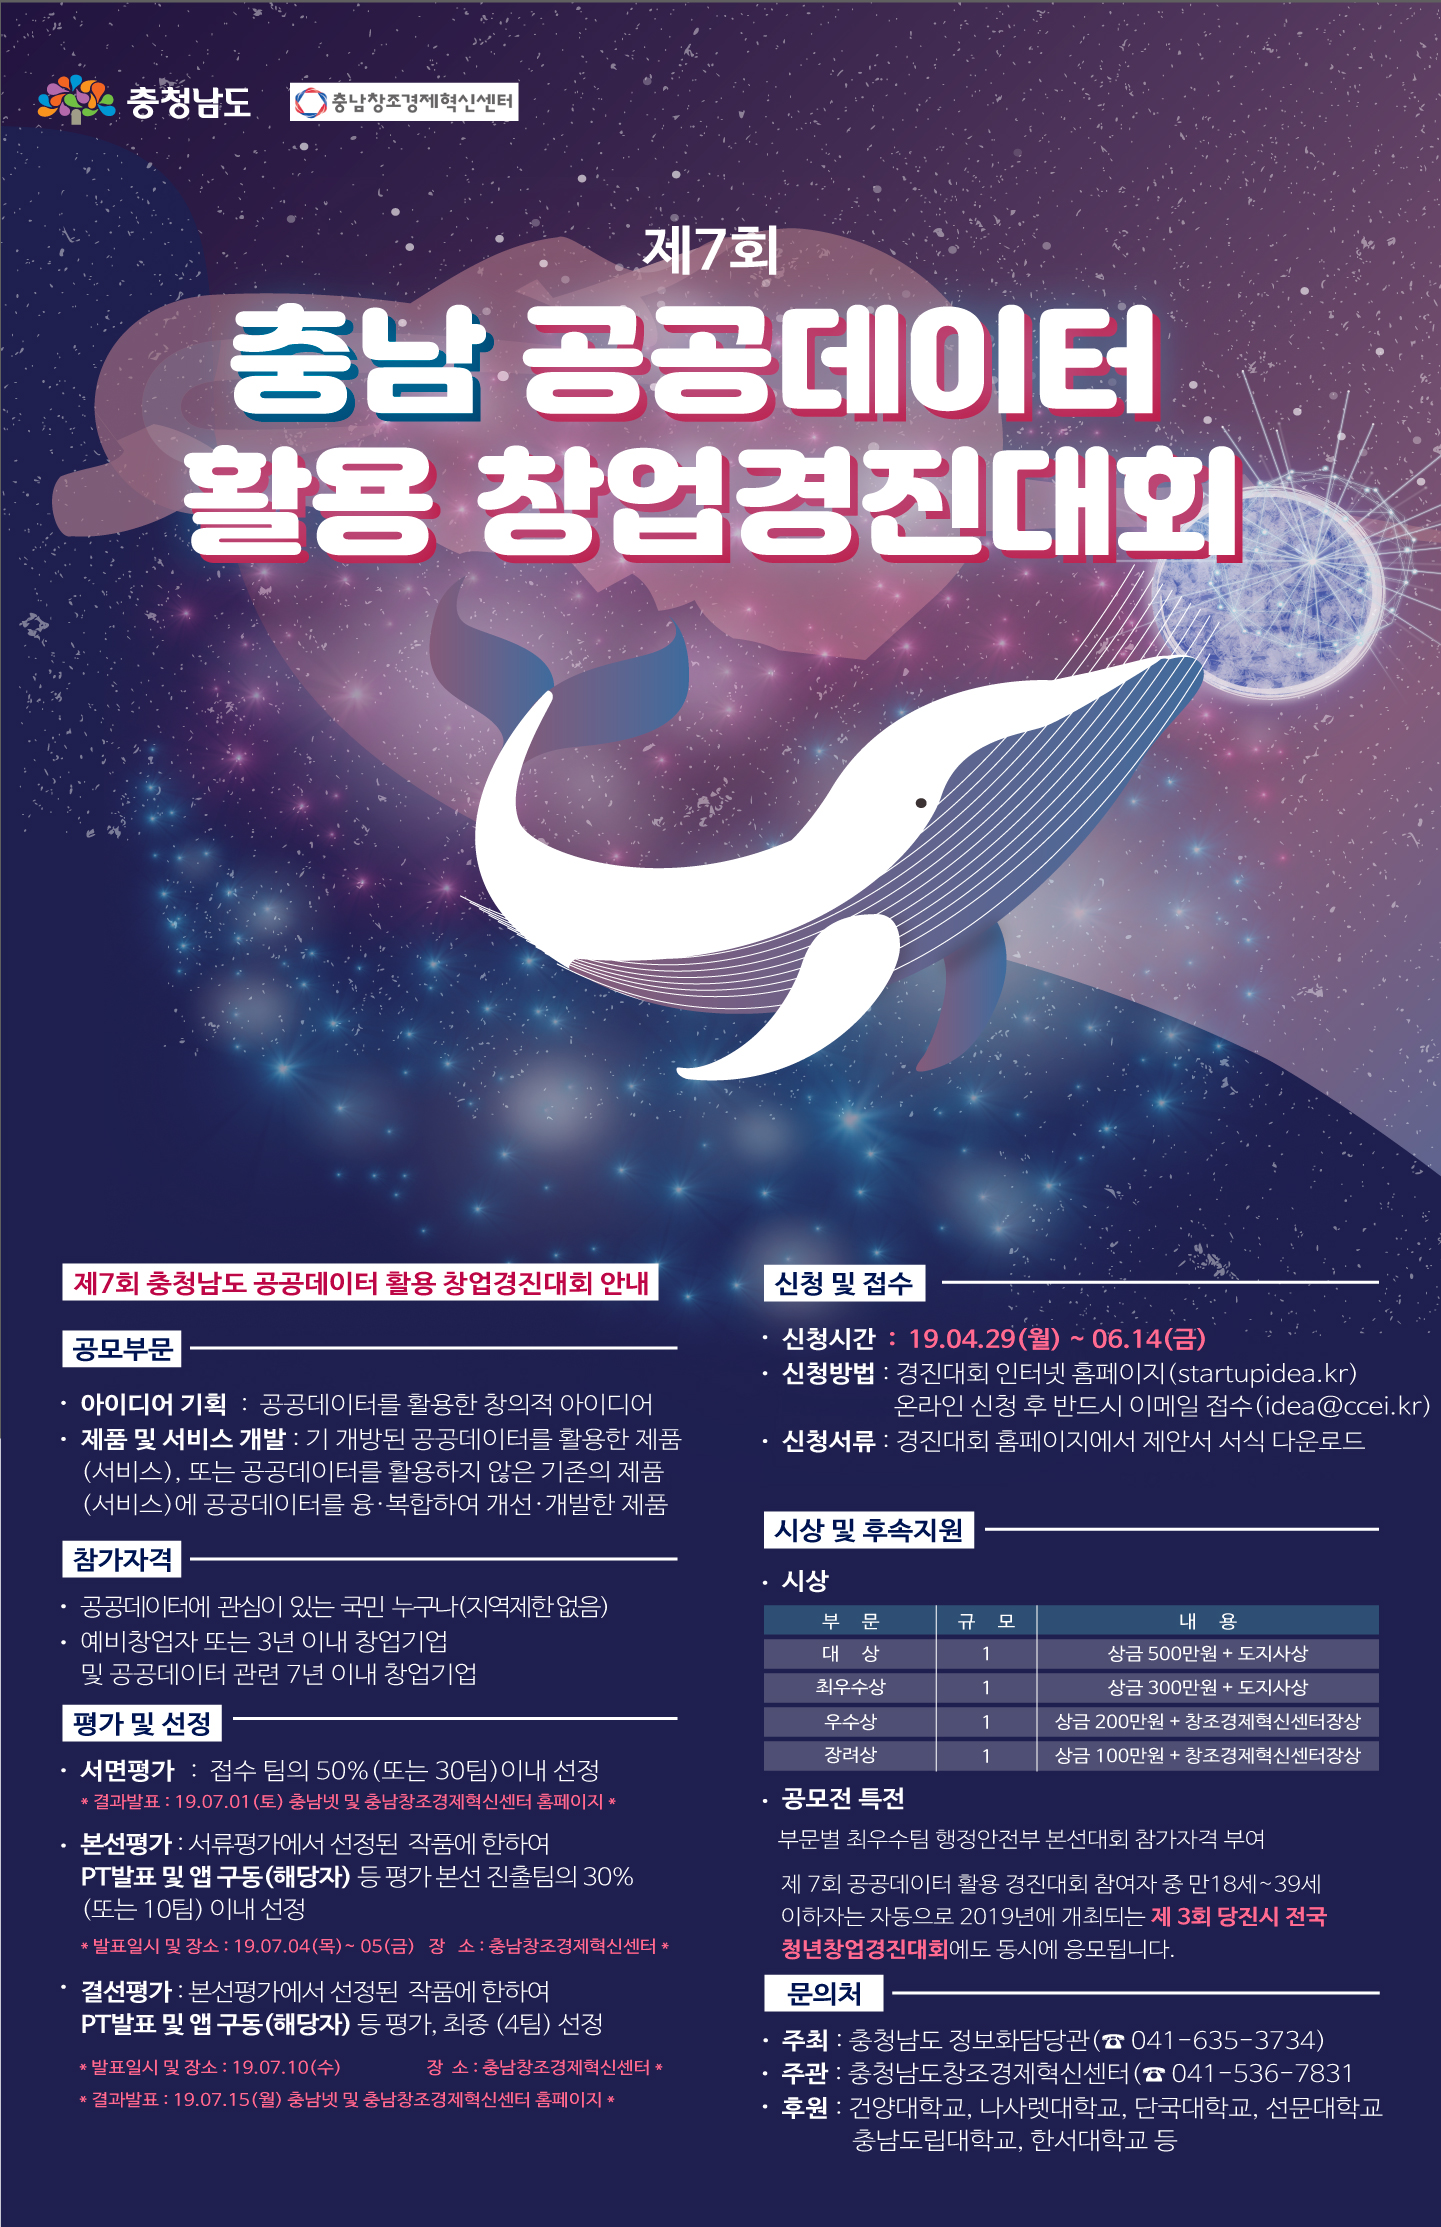 충청남도 충남창조경제혁신센터
제7회
충남 공공데이터
활용 창업경진대회
제7회 충청남도 공공데이터 활용 창업경진대회 안내
공모부문
· 아이디어 기획 : 공공데이터를 활용한 창의적 아이디어
· 제품 및 서비스 개발 : 기 개방된 공공데이터를 활용한 제품
(서비스), 또는 공공데이터를 활용하지 않은 기존의 제품
(서비스)에 공공데이터를 융·복합하여 개선·개발한 제품
참가자격
· 공공데이터에 관심이 있는 국민 누구나(지역제한 없음)
· 예비창업자 또는 3년 이내 창업기업
및 공공데이터 관련 7년 이내 창업기업
평가 및 선정
· 서면평가 : 접수 팀의 50%(또는 30팀)이내 선정
* 결과발표 : 19.07.01(토) 충남넷 및 충남창조경제혁신센터 홈페이지 *
· 본선평가 : 서류평가에서 선정된 작품에 한하여
PT발표 및 앱 구동(해당자) 등 평가 본선 진출팀의 30%
(또는 10팀) 이내 선정
* 발표일시 및 장소 : 19.07.04(목)~ 05(금) 장 소 : 충남창조경제혁신센터 *
· 결선평가 : 본선평가에서 선정된 작품에 한하여
PT발표 및 앱 구동(해당자) 등 평가, 최종 (4팀) 선정
* 발표일시 및 장소 : 19.07.10(수) 장 소 : 충남창조경제혁신센터 *
* 결과발표 : 19.07.15(월) 충남넷 및 충남창조경제혁신센터 홈페이지 *
신청 및 접수
· 신청시간 : 19.04.29(월) ~ 06.14(금)
· 신청방법 : 경진대회 인터넷 홈페이지(startupidea.kr)
온라인 신청 후 반드시 이메일 접수(idea@ccei.kr)
· 신청서류 : 경진대회 홈페이지에서 제안서 서식 다운로드
시상 및 후속지원
· 시상
부 문 규 모 내 용
대 상 1 상금 500만원 + 도지사상
최우수상 1 상금 300만원 + 도지사상
우수상 1 상금 200만원 + 창조경제혁신센터장상
장려상 1 상금 100만원 + 창조경제혁신센터장상
· 공모전 특전
부문별 최우수팀 행정안전부 본선대회 참가자격 부여
제 7회 공공데이터 활용 경진대회 참여자 중 만18세~39세
이하자는 자동으로 2019년에 개최되는 제 3회 당진시 전국
청년창업경진대회에도 동시에 응모됩니다.
문의처
· 주최 : 충청남도 정보화담당관(☎ 041-635-3734)
· 주관 : 충청남도창조경제혁신센터(☎ 041-536-7831
· 후원 : 건양대학교, 나사렛대학교, 단국대학교, 선문대학교
충남도립대학교, 한서대학교 등